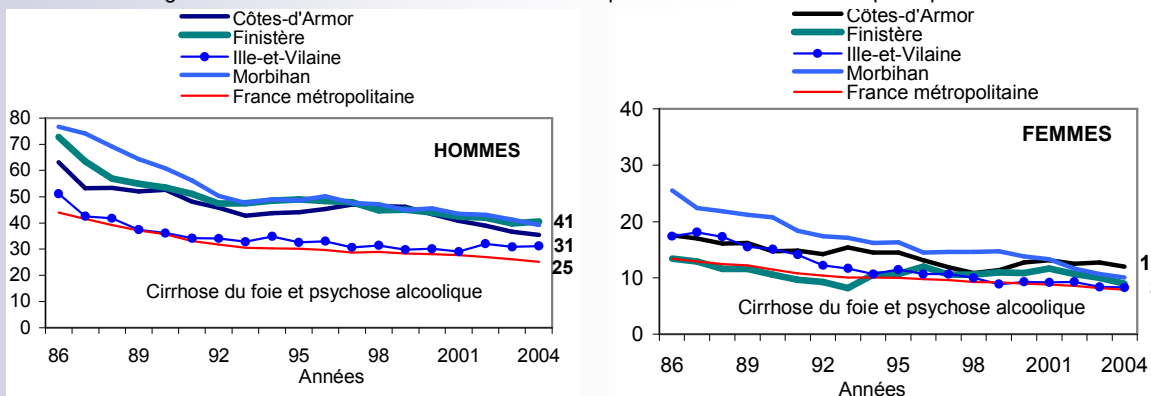 Côtes-d'Armor
Finistère
Ille-et-Vilaine
Morbihan
France métropolitaine
80
70
60
50
40
30
20
10
0
HOMMES
41
31
25
Cirrhose du foie et psychose alcoolique
86 89 92 95 98 2001 2004
Années
Côtes-d'Armor
Finistère
Ille-et-Vilaine
Morbihan
France métropolitaine
40
30
20
10
0
FEMMES
1
Cirrhose du foie et psychose alcoolique
86 89 92 95 98 2001 2004
Années